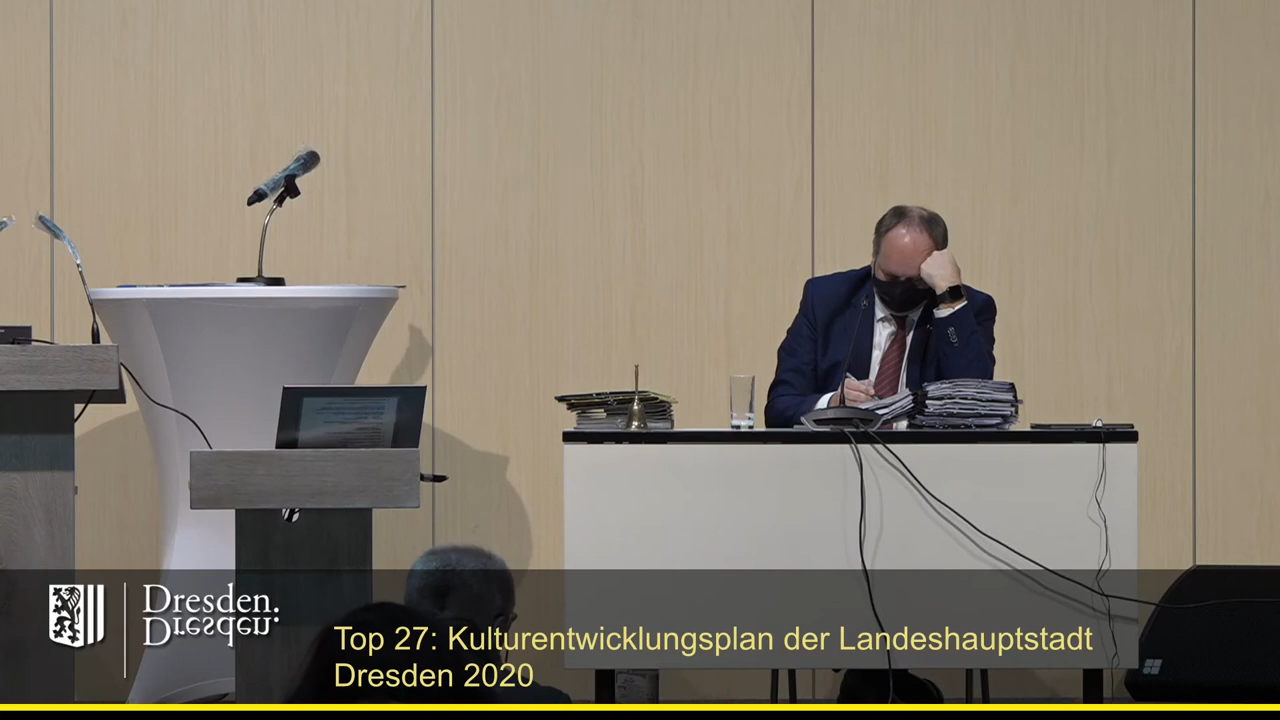 Dresden.
Dresden.
Top 27: Kulturentwicklungsplan der Landeshauptstadt
Dresden 2020